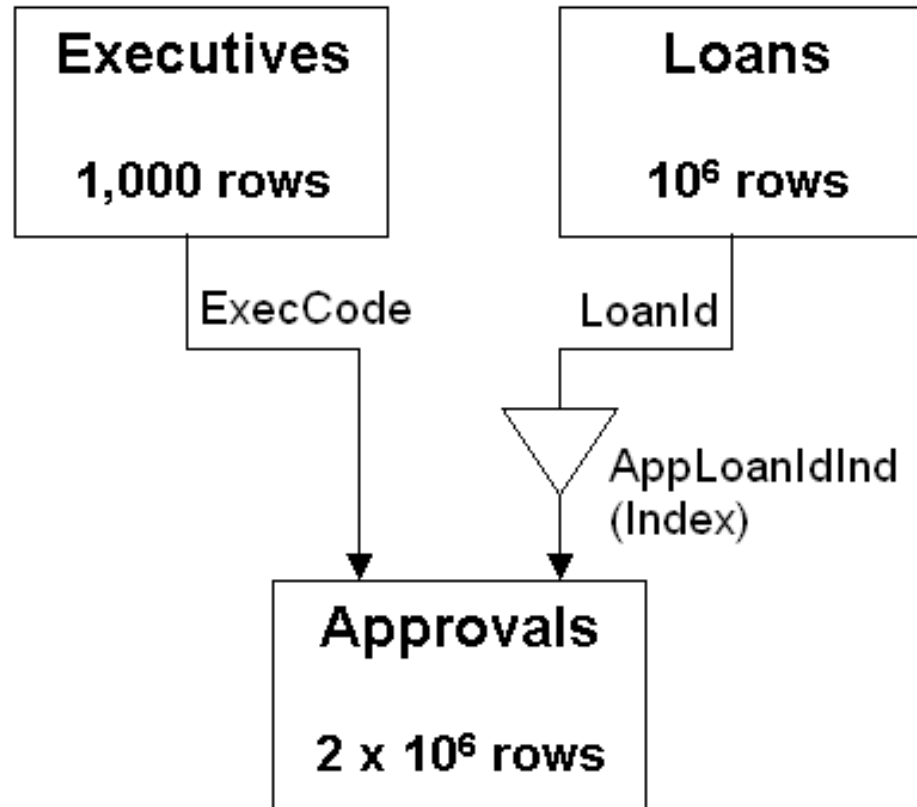 Executives
1,000 rows
Loans
10⁶ rows
ExecCode
LoanId
AppLoanIdInd
(Index)
Approvals
2 x 10⁶ rows